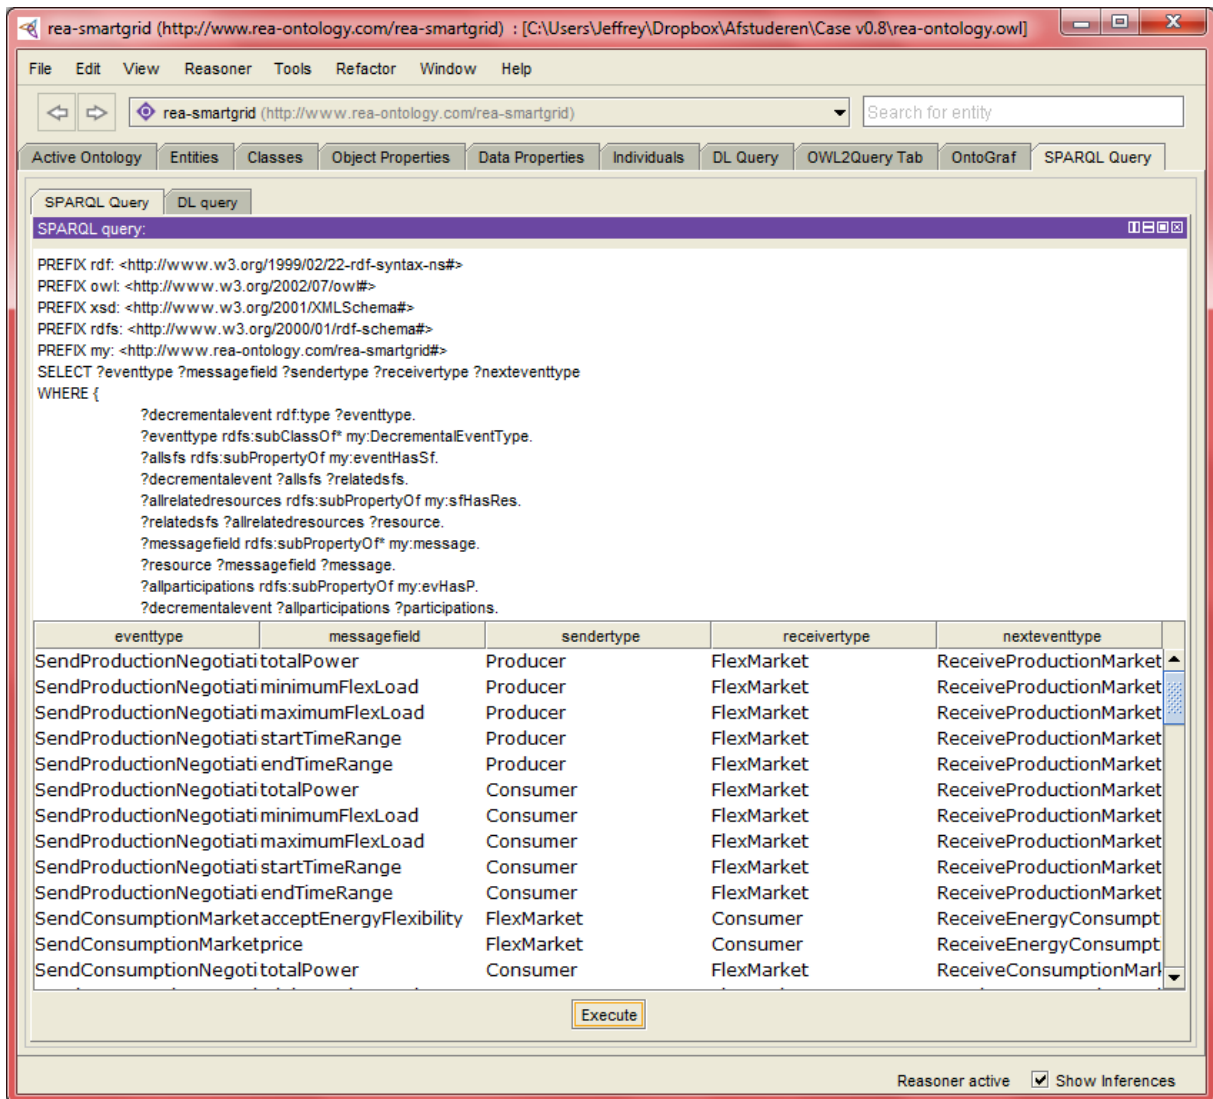 rea-smartgrid (http://www.rea-ontology.com/rea-smartgrid) : [C:\Users\Jeffrey\Dropbox\Afstuderen\Case v0.8\rea-ontology.owl]
File Edit View Reasoner Tools Refactor Window Help
rea-smartgrid (http://www.rea-ontology.com/rea-smartgrid) Search for entity
Active Ontology Entities Classes Object Properties Data Properties Individuals DL Query OWL2Query Tab OntoGraf SPARQL Query
SPARQL Query DL query
SPARQL query:
PREFIX rdf: <http://www.w3.org/1999/02/22-rdf-syntax-ns#>
PREFIX owl: <http://www.w3.org/2002/07/owl#>
PREFIX xsd: <http://www.w3.org/2001/XMLSchema#>
PREFIX rdfs: <http://www.w3.org/2000/01/rdf-schema#>
PREFIX my: <http://www.rea-ontology.com/rea-smartgrid#>
SELECT ?eventtype ?messagefield ?sendertype ?receivertype ?nexteventtype
WHERE {
?decrementalevent rdf:type ?eventtype.
?eventtype rdfs:subClassOf* my:DecrementalEventType.
?allsfs rdfs:subPropertyOf my:eventHasSf.
?decrementalevent ?allsfs ?relatedsfs.
?allrelatedresources rdfs:subPropertyOf my:sfHasRes.
?relatedsfs ?allrelatedresources ?resource.
?messagefield rdfs:subPropertyOf* my:message.
?resource ?messagefield ?message.
?allparticipations rdfs:subPropertyOf my:evHasP.
?decrementalevent ?allparticipations ?participations.
eventtype messagefield sendertype receivertype nexteventtype
SendProductionNegotiati totalPower Producer FlexMarket ReceiveProductionMarket
SendProductionNegotiati minimumFlexLoad Producer FlexMarket ReceiveProductionMarket
SendProductionNegotiati maximumFlexLoad Producer FlexMarket ReceiveProductionMarket
SendProductionNegotiati startTimeRange Producer FlexMarket ReceiveProductionMarket
SendProductionNegotiati endTimeRange Producer FlexMarket ReceiveProductionMarket
SendProductionNegotiati totalPower Consumer FlexMarket ReceiveProductionMarket
SendProductionNegotiati minimumFlexLoad Consumer FlexMarket ReceiveProductionMarket
SendProductionNegotiati maximumFlexLoad Consumer FlexMarket ReceiveProductionMarket
SendProductionNegotiati startTimeRange Consumer FlexMarket ReceiveProductionMarket
SendProductionNegotiati endTimeRange Consumer FlexMarket ReceiveProductionMarket
SendConsumptionMarket acceptEnergyFlexibility FlexMarket Consumer ReceiveEnergyConsumpt
SendConsumptionMarket price FlexMarket Consumer ReceiveEnergyConsumpt
SendConsumptionNegoti totalPower Consumer FlexMarket ReceiveConsumptionMark
Execute
Reasoner active Show Inferences